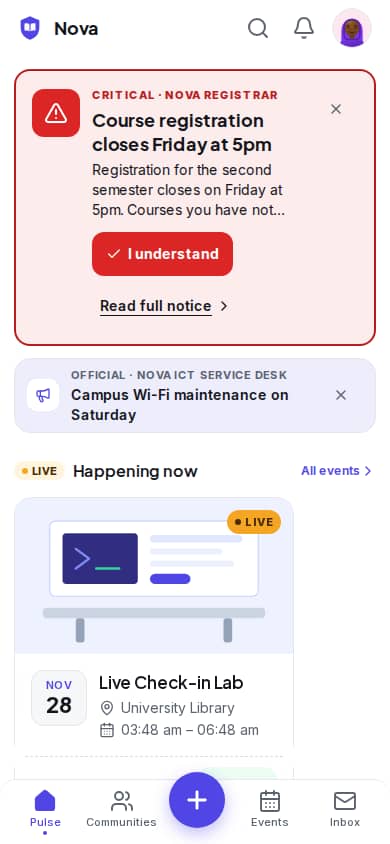 Nova
CRITICAL · NOVA REGISTRAR
Course registration
closes Friday at 5pm
Registration for the second
semester closes on Friday at
5pm. Courses you have not...
I understand
Read full notice
OFFICIAL · NOVA ICT SERVICE DESK
Campus Wi-Fi maintenance on
Saturday
LIVE Happening now All events
LIVE
NOV
28
Live Check-in Lab
University Library
03:48 am – 06:48 am
Pulse Communities Events Inbox